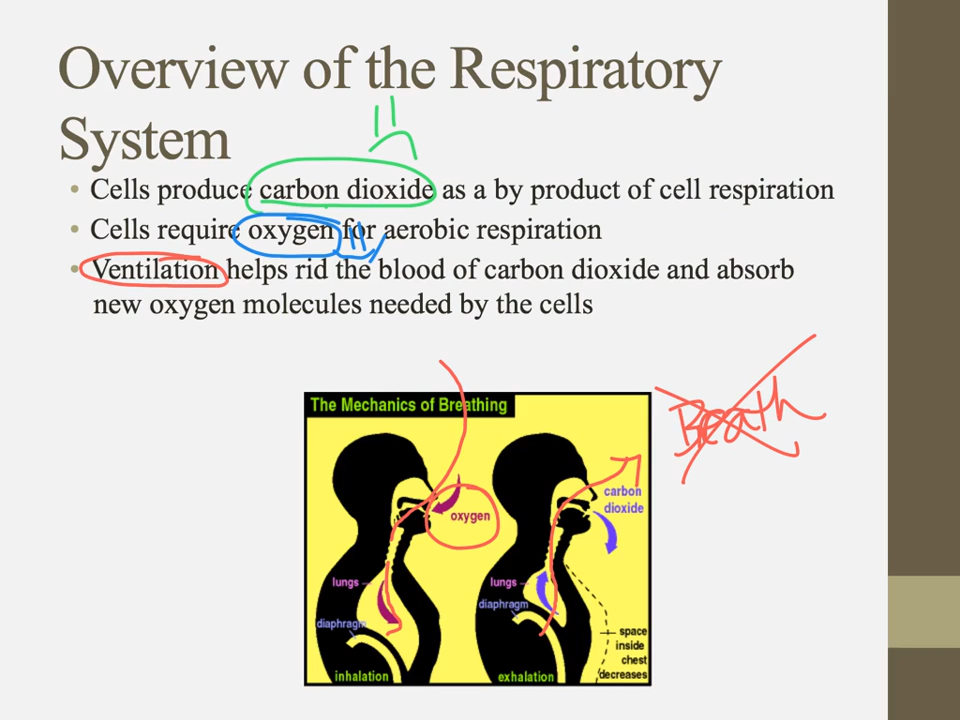 Overview of the Respiratory
System
• Cells produce carbon dioxide as a by product of cell respiration
• Cells require oxygen for aerobic respiration
• Ventilation helps rid the blood of carbon dioxide and absorb
new oxygen molecules needed by the cells
The Mechanics of Breathing
Breath
oxygen
carbon
dioxide
lungs
diaphragm
inhalation
lungs
diaphragm
exhalation
space
inside
chest
decreases